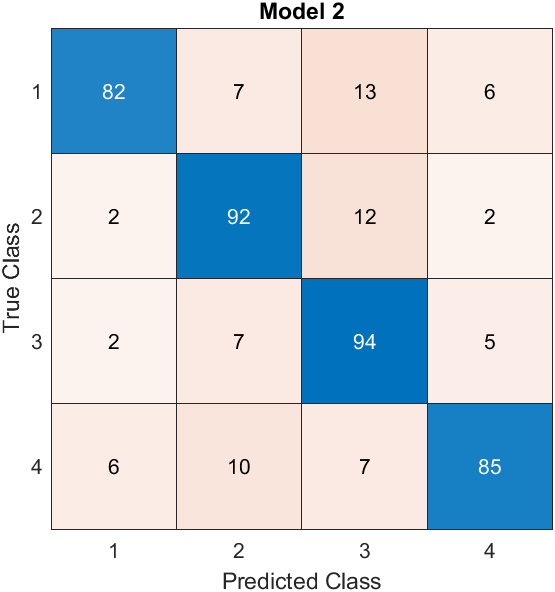 Model 2
True Class
1 82 7 13 6
2 2 92 12 2
3 2 7 94 5
4 6 10 7 85
1 2 3 4
Predicted Class